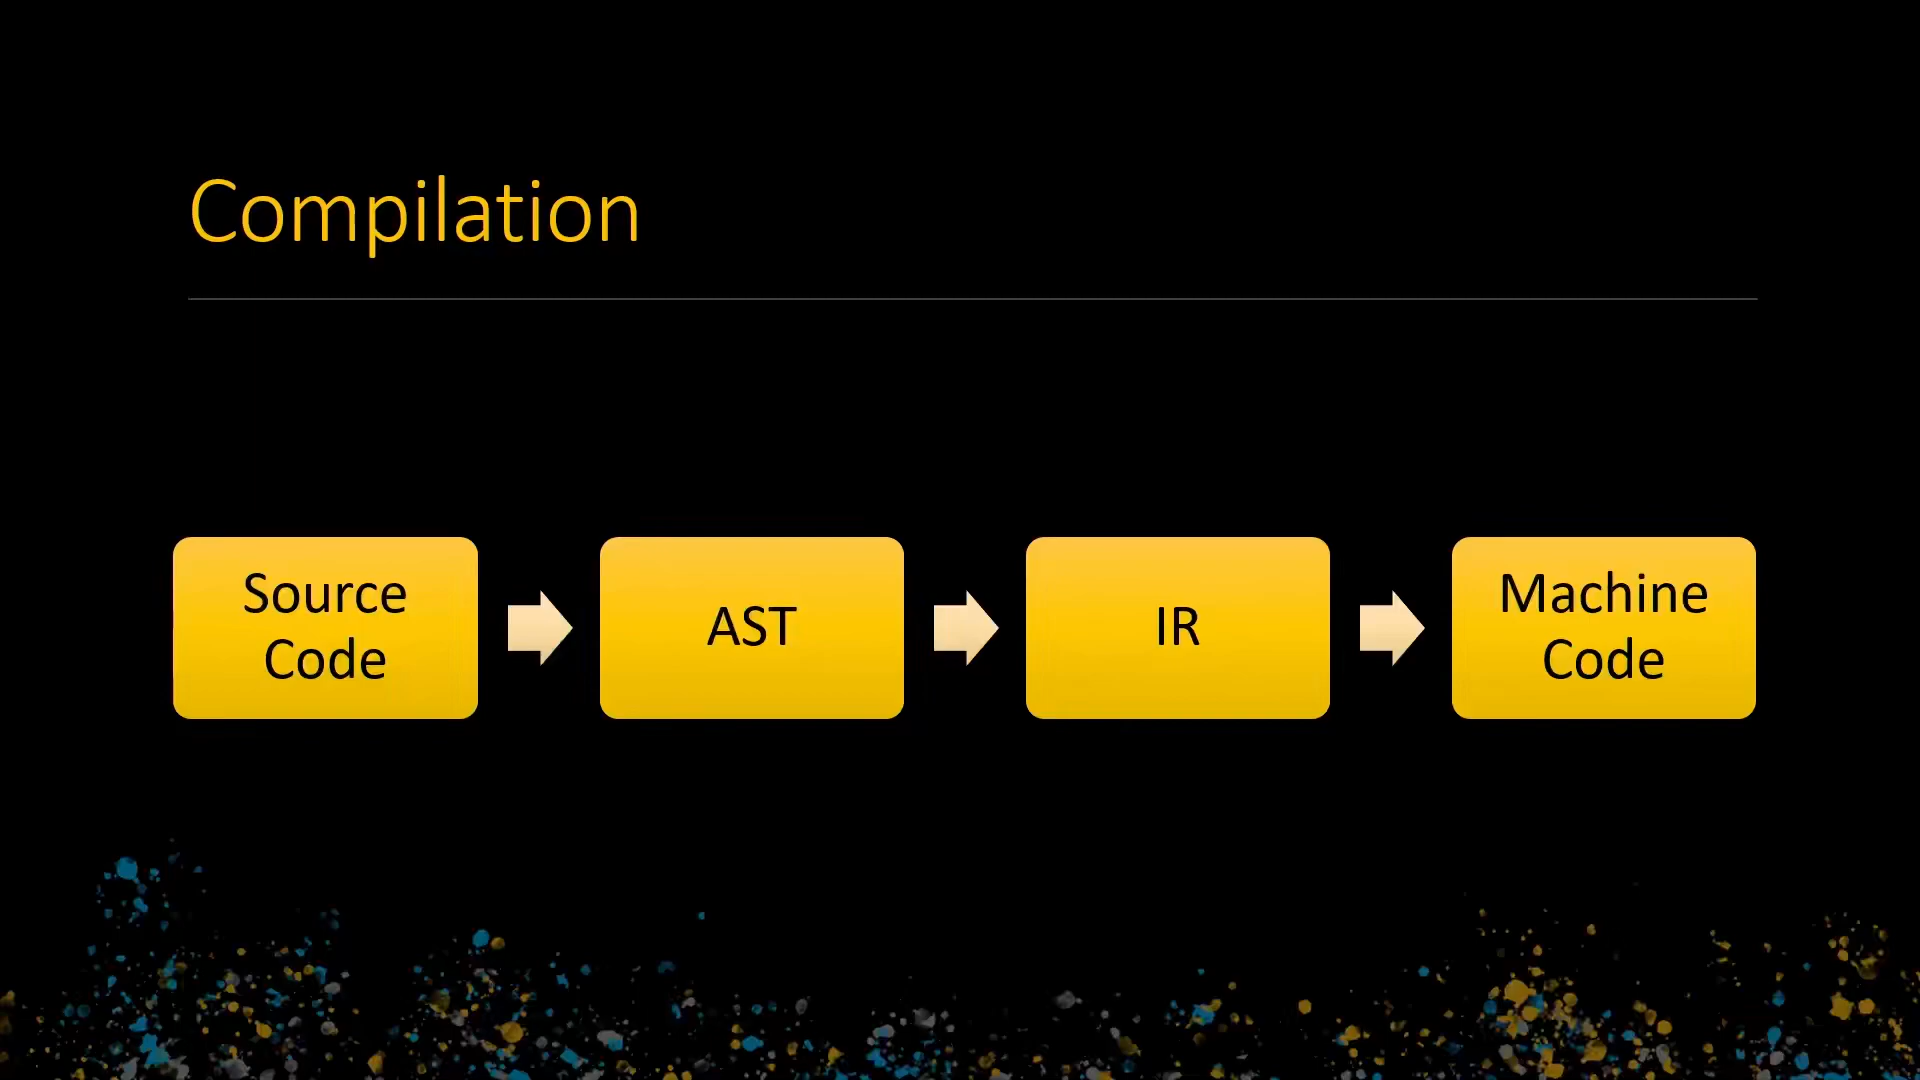 Compilation
Source
Code
AST
IR
Machine
Code